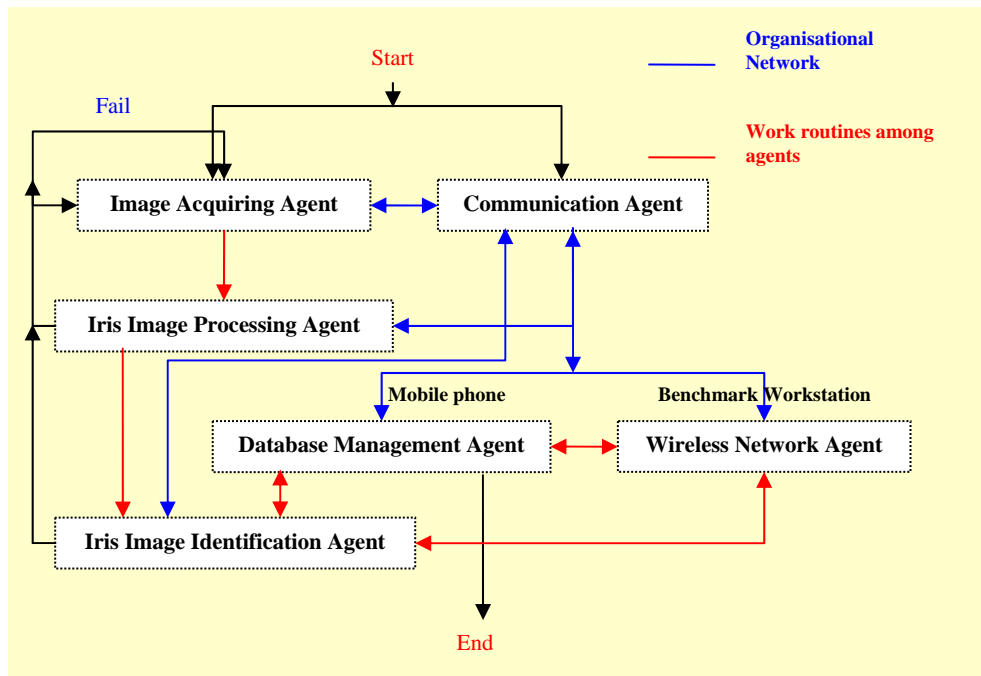 Organisational
Network
Start
Fail
Work routines among
agents
Image Acquiring Agent
Communication Agent
Iris Image Processing Agent
Mobile phone
Benchmark Workstation
Database Management Agent
Wireless Network Agent
Iris Image Identification Agent
End